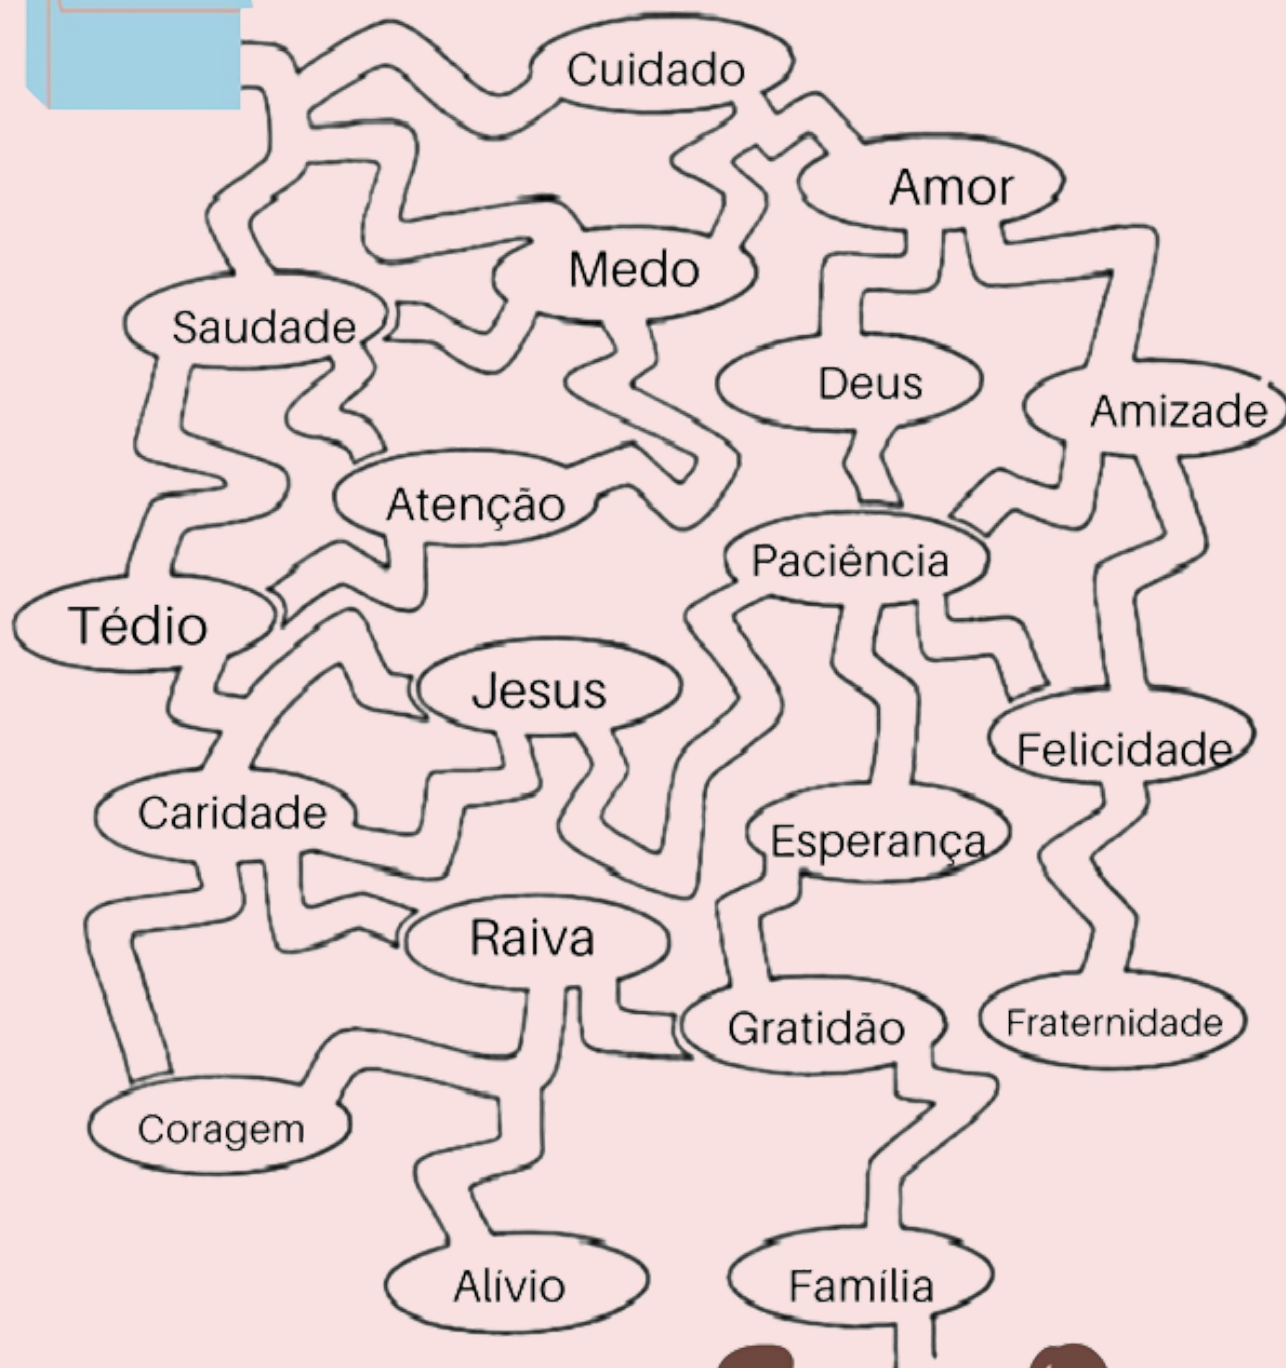 Cuidado
Amor
Medo
Saudade
Deus
Amizade
Atenção
Paciência
Tédio
Jesus
Felicidade
Caridade
Esperança
Raiva
Gratidão
Fraternidade
Coragem
Alívio
Família